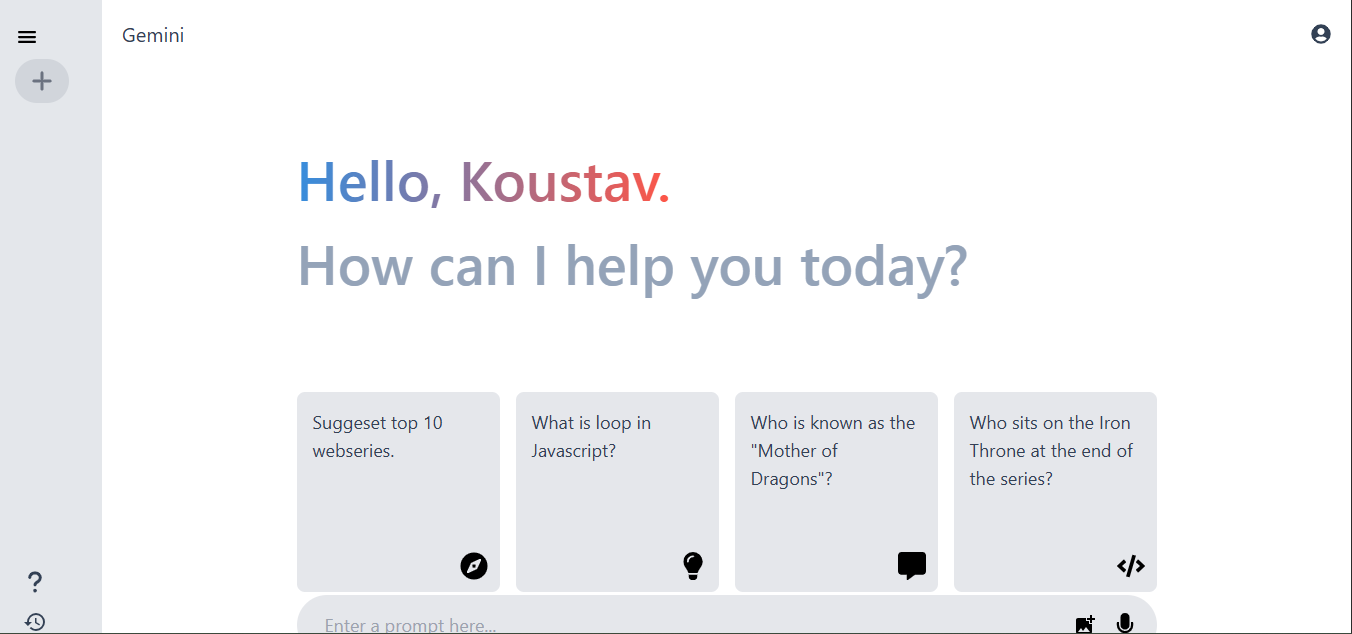 Gemini
Hello, Koustav.
How can I help you today?
Suggeset top 10
webseries.
What is loop in
Javascript?
Who is known as the
"Mother of
Dragons"?
Who sits on the Iron
Throne at the end of
the series?
Enter a prompt here...